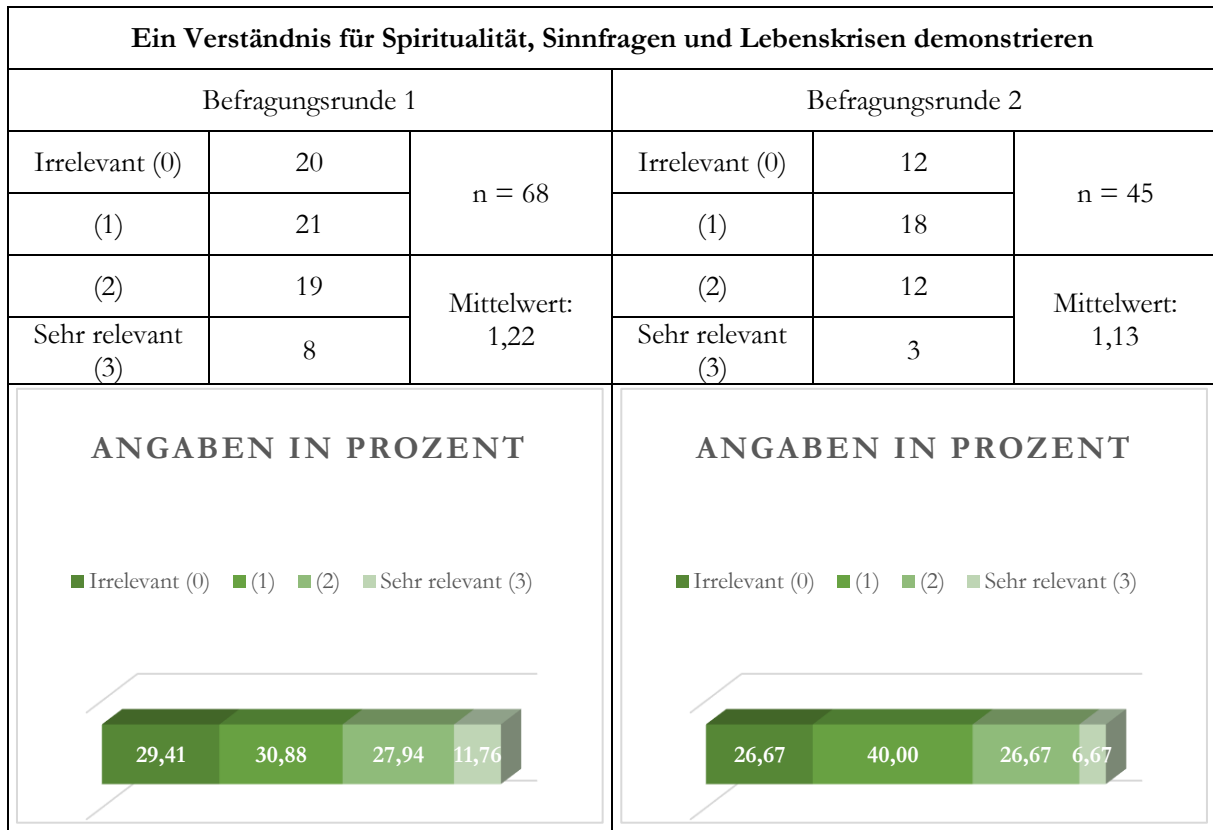 Ein Verständnis für Spiritualität, Sinnfragen und Lebenskrisen demonstrieren
Befragungsrunde 1
Befragungsrunde 2
Irrelevant (0)
20
n = 68
(1)
21
(2)
19
Mittelwert:
1,22
Sehr relevant
(3)
8
Irrelevant (0)
12
n = 45
(1)
18
(2)
12
Mittelwert:
1,13
Sehr relevant
(3)
3
ANGABEN IN PROZENT
Irrelevant (0) (1) (2) Sehr relevant (3)
29,41 30,88 27,94 11,76
ANGABEN IN PROZENT
Irrelevant (0) (1) (2) Sehr relevant (3)
26,67 40,00 26,67 6,67